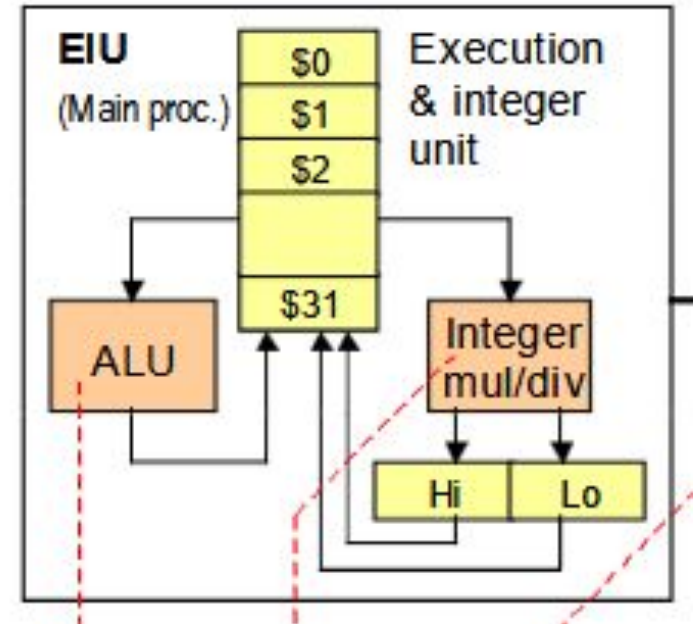 EIU
(Main proc.)
$0
$1
$2
$31
Execution
& integer
unit
ALU
Integer
mul/div
Hi
Lo